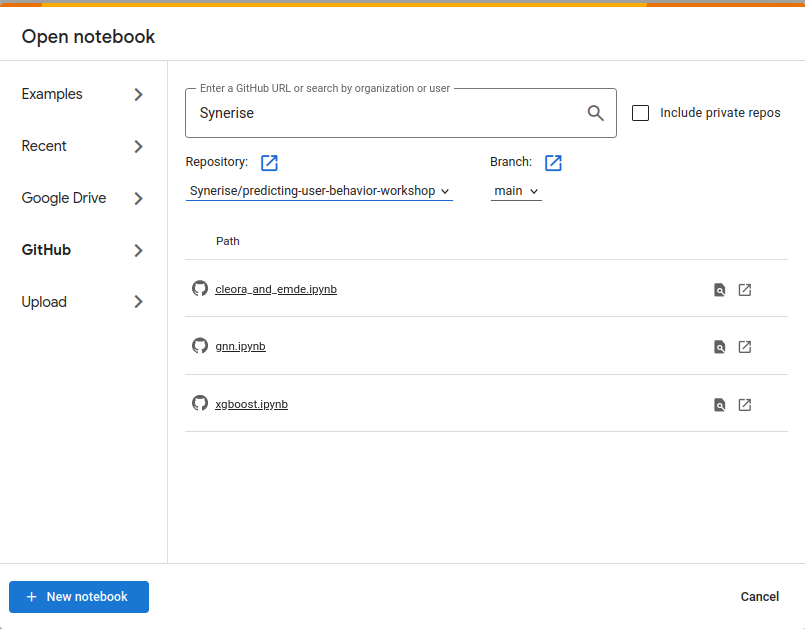 Open notebook
Examples
Recent
Google Drive
GitHub
Upload
Enter a GitHub URL or search by organization or user
Synerise
Include private repos
Repository:
Branch:
Synerise/predicting-user-behavior-workshop
main
Path
cleora_and_emde.ipynb
gnn.ipynb
xgboost.ipynb
+ New notebook
Cancel